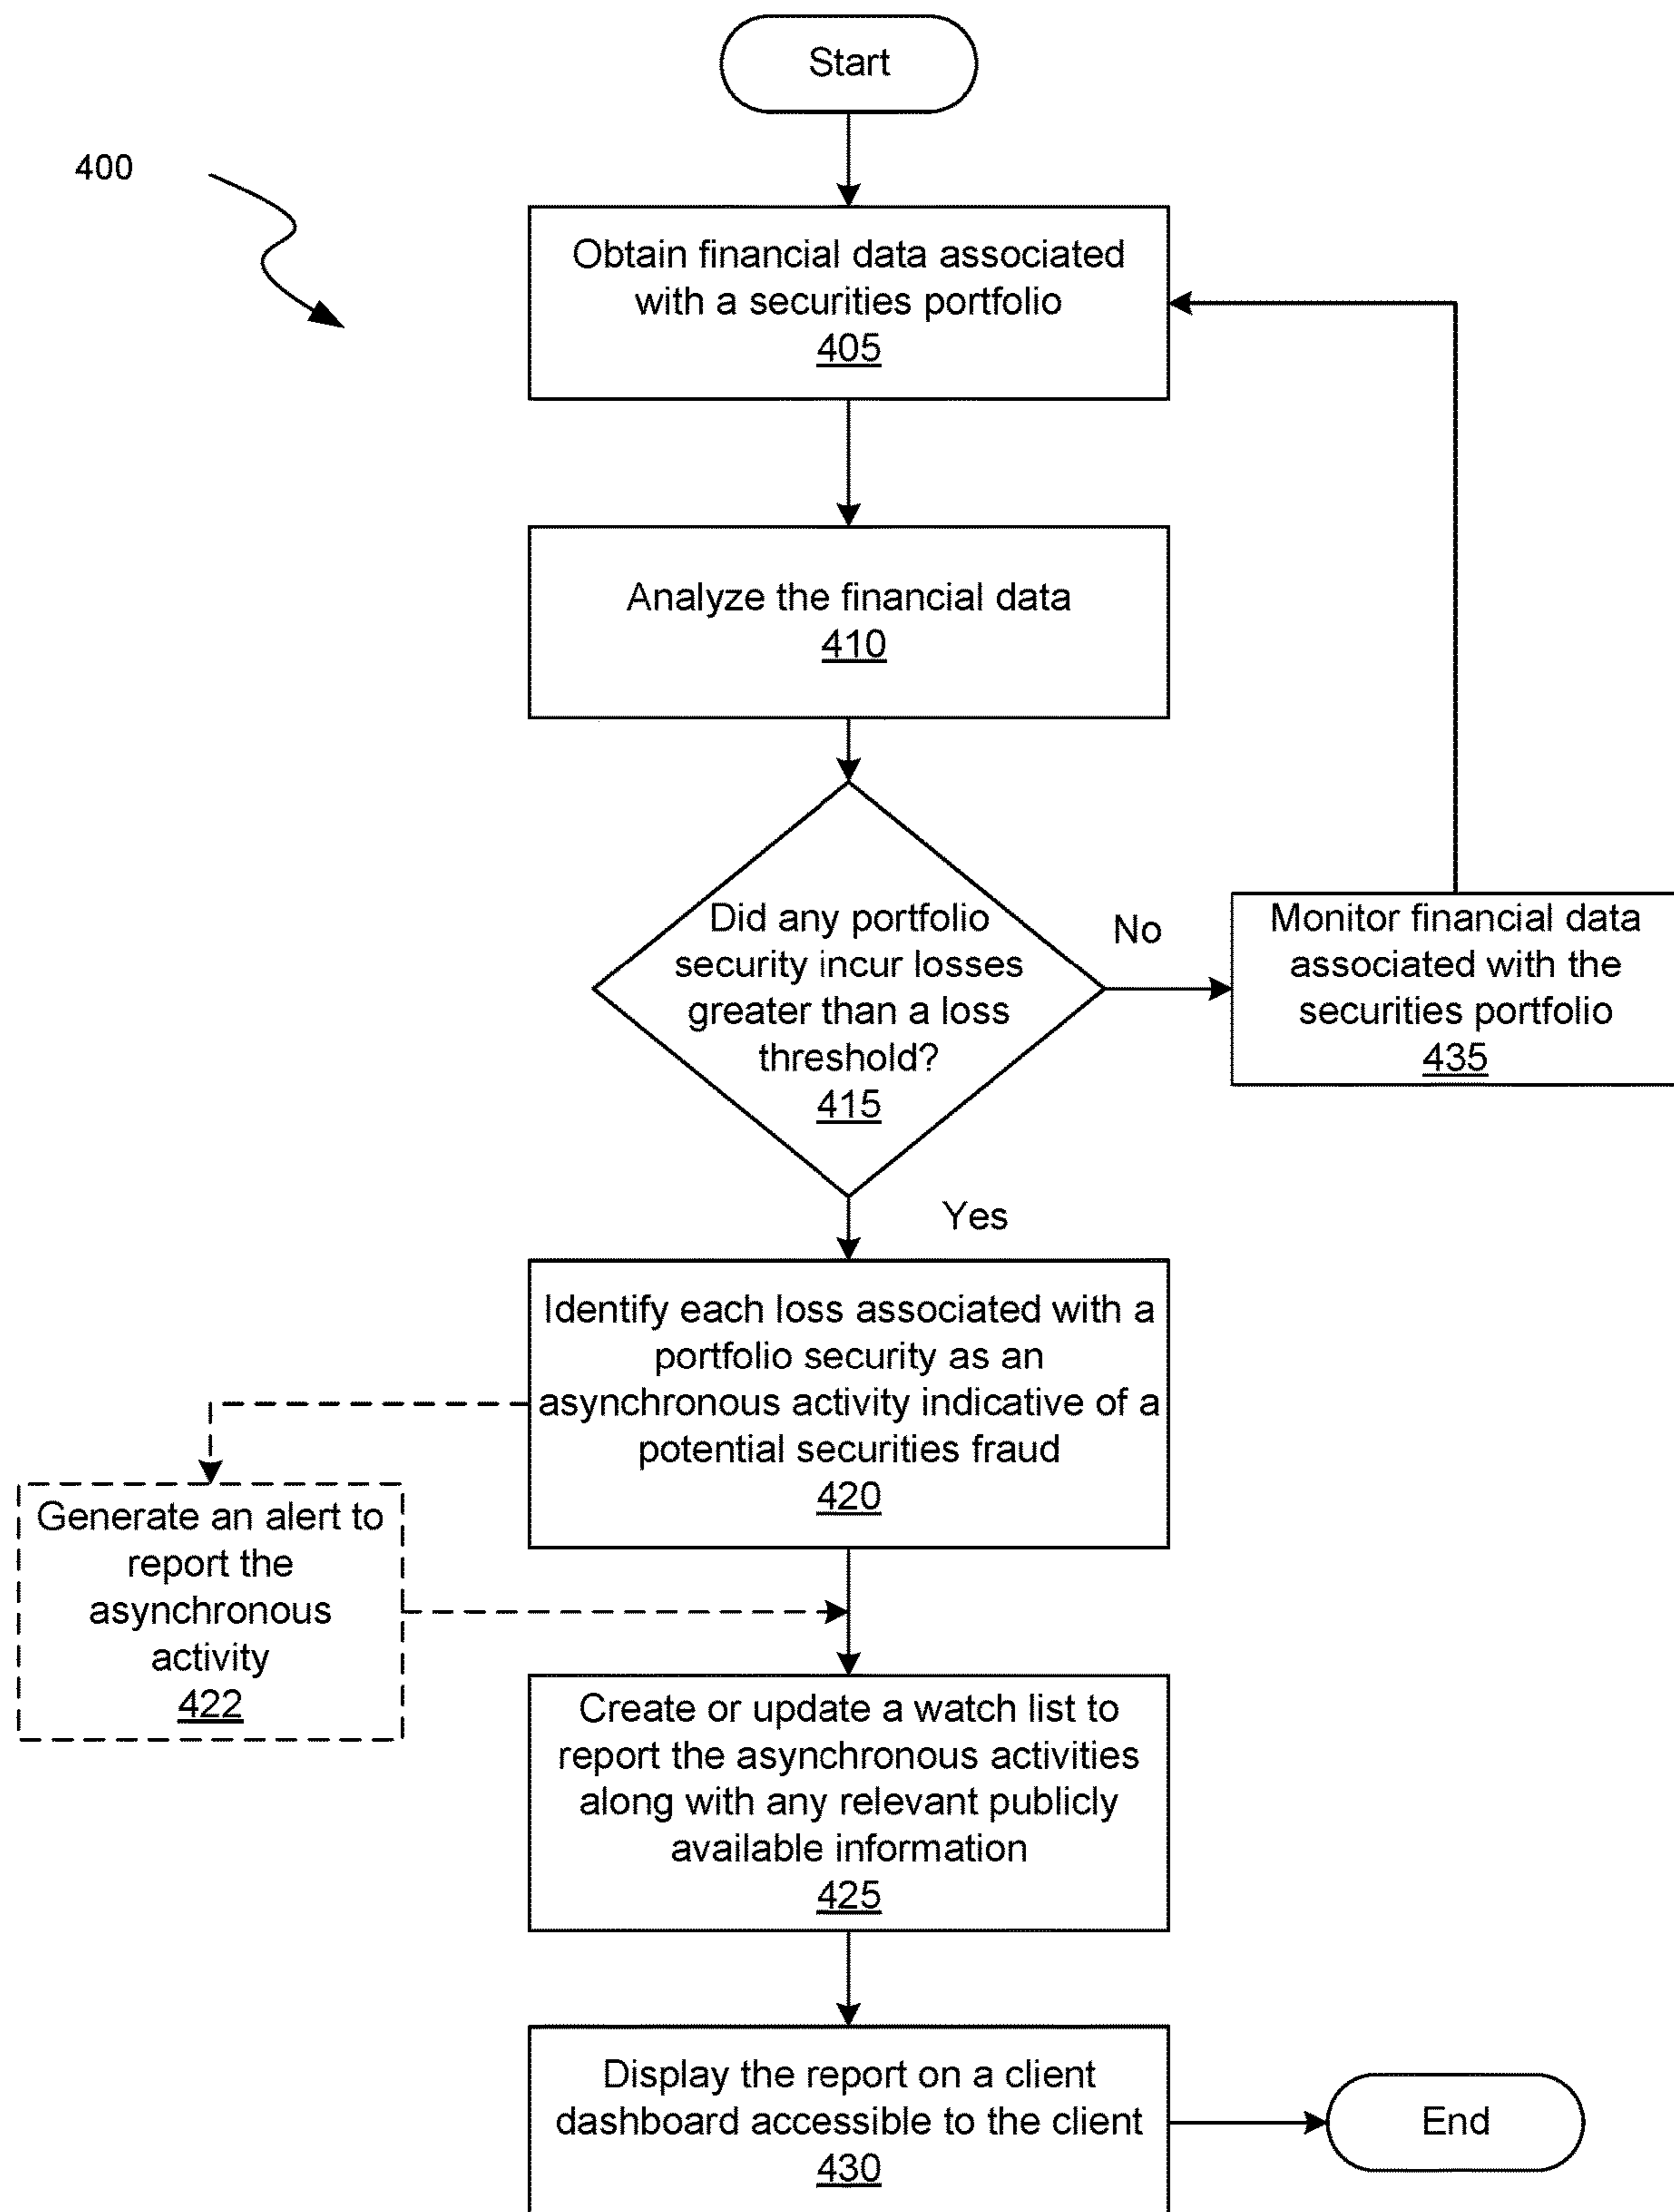 Start
400
Obtain financial data associated
with a securities portfolio
405
Analyze the financial data
410
Did any portfolio
security incur losses
greater than a loss
threshold?
415
No
Monitor financial data
associated with the
securities portfolio
435
Yes
Identify each loss associated with a
portfolio security as an
asynchronous activity indicative of a
potential securities fraud
420
Generate an alert to
report the
asynchronous
activity
422
Create or update a watch list to
report the asynchronous activities
along with any relevant publicly
available information
425
Display the report on a client
dashboard accessible to the client
430
End